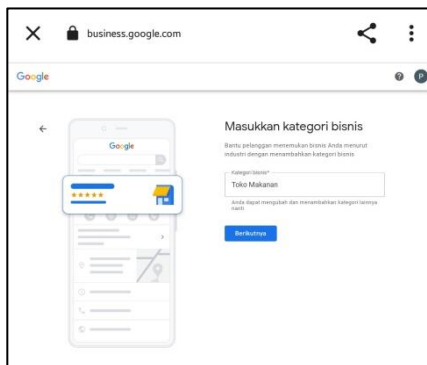 business.google.com
Google
P
Google
Masukkan kategori bisnis
Bantu pelanggan menemukan bisnis Anda menurut
industri dengan menambahkan kategori bisnis
Kategori Bisnis*
Toko Makanan
Anda dapat mengubah dan menambahkan kategori lainnya
nanti
Berikutnya